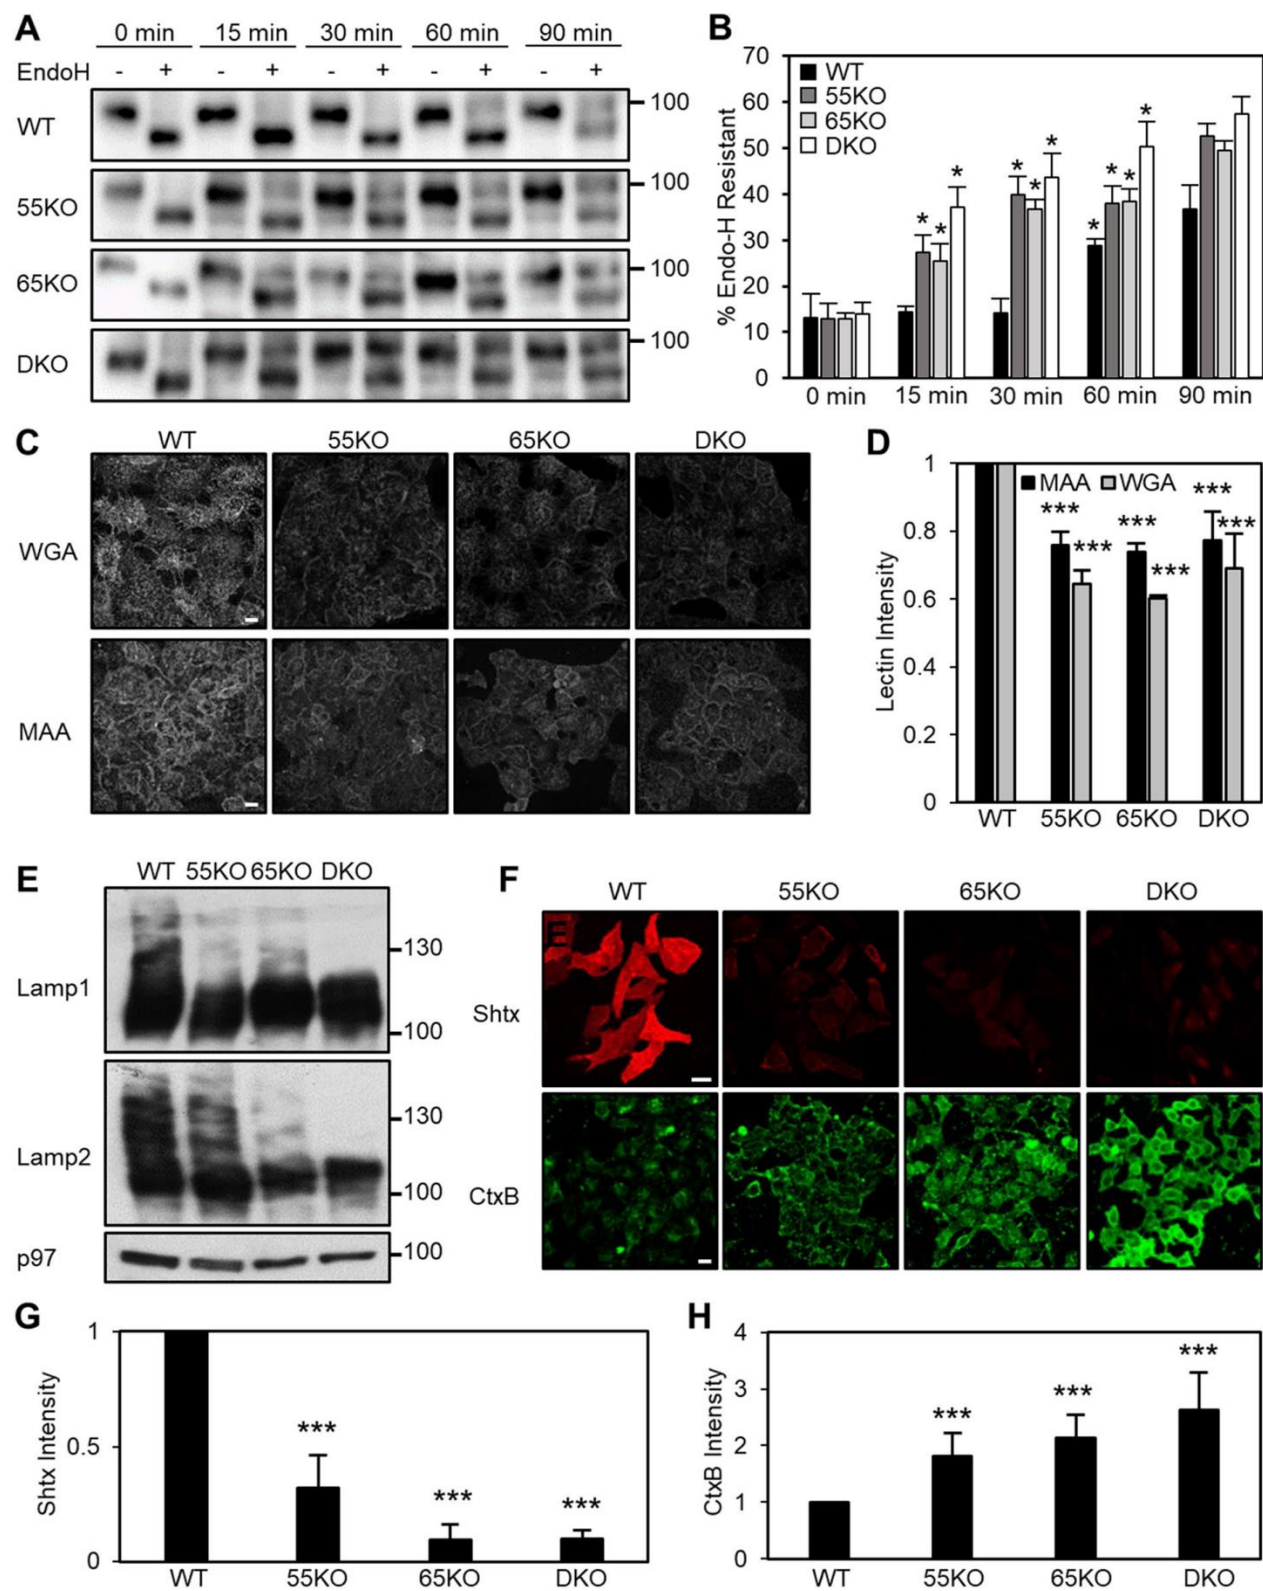 A
0 min 15 min 30 min 60 min 90 min
EndoH - + - + - + - + - +
WT
100
55KO
100
65KO
100
DKO
100
B
% Endo-H Resistant
70
60
50
40
30
20
10
0
WT
55KO
65KO
DKO
* * *
* * *
* * * *
0 min 15 min 30 min 60 min 90 min
C
WT 55KO 65KO DKO
WGA
MAA
D
Lectin Intensity
1
0.8
0.6
0.4
0.2
0
MAA WGA
*** *** *** *** *** ***
WT 55KO 65KO DKO
E
WT 55KO 65KO DKO
Lamp1
130
100
Lamp2
130
100
p97
100
F
WT 55KO 65KO DKO
Shtx
CtxB
G
Shtx Intensity
1
0.5
0
*** *** ***
WT 55KO 65KO DKO
H
CtxB Intensity
4
3
2
1
0
*** *** ***
WT 55KO 65KO DKO